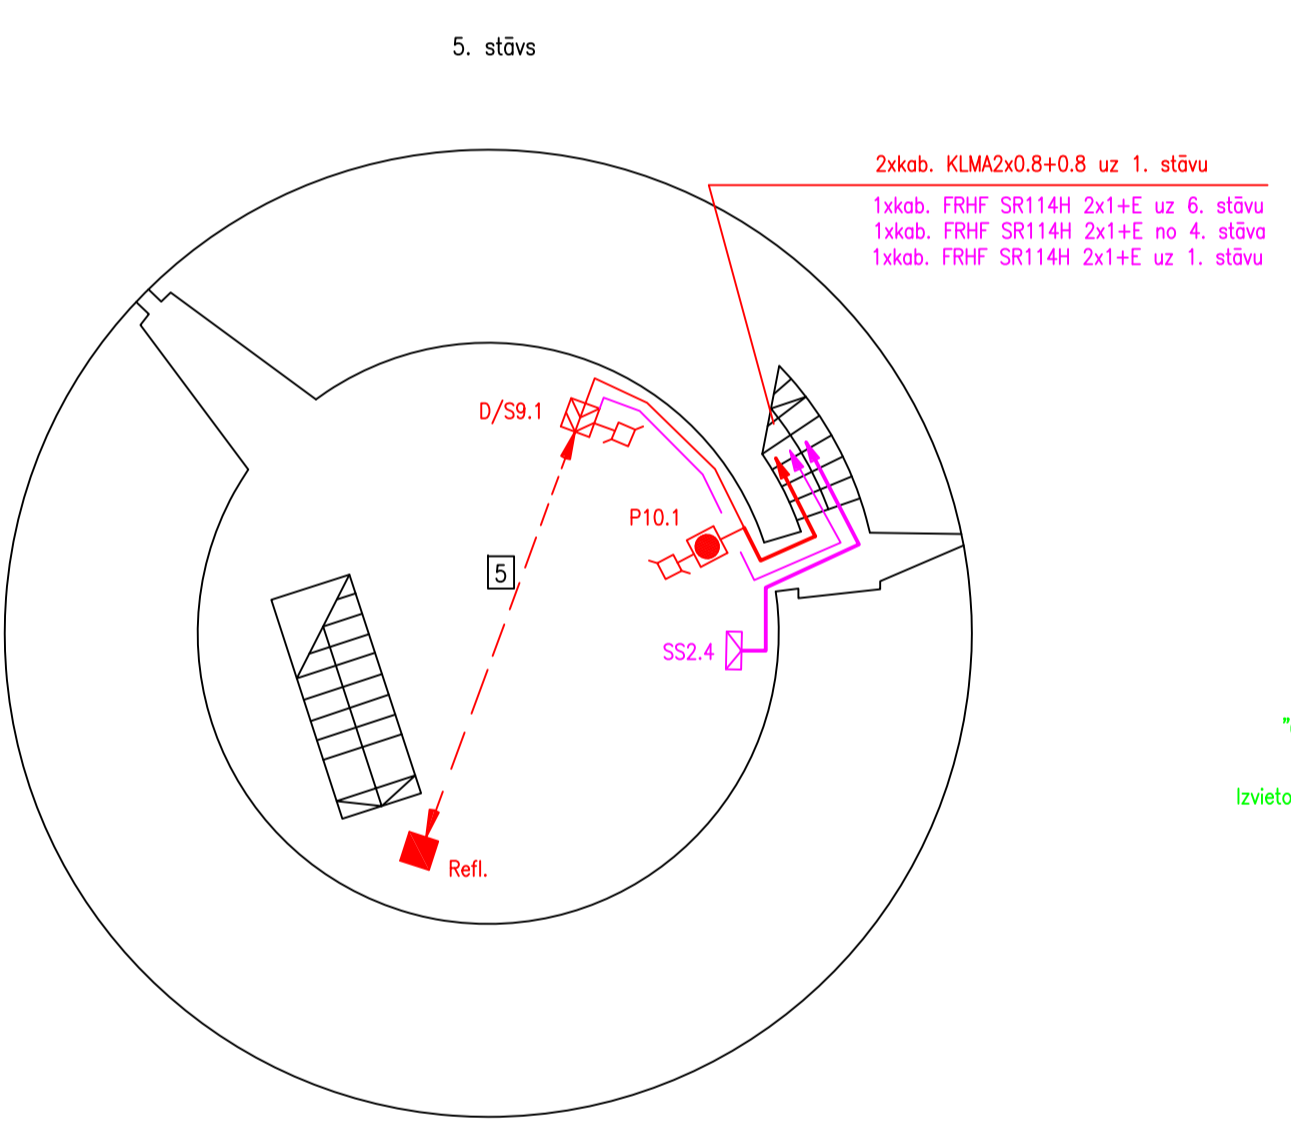 5. stāvs
2xkab. KLMA2x0.8+0.8 uz 1. stāvu
1xkab. FRHF SR114H 2x1+E uz 6. stāvu
1xkab. FRHF SR114H 2x1+E no 4. stāva
1xkab. FRHF SR114H 2x1+E uz 1. stāvu
D/S9.1
P10.1
5
SS2.4
Izvieto
Refl.